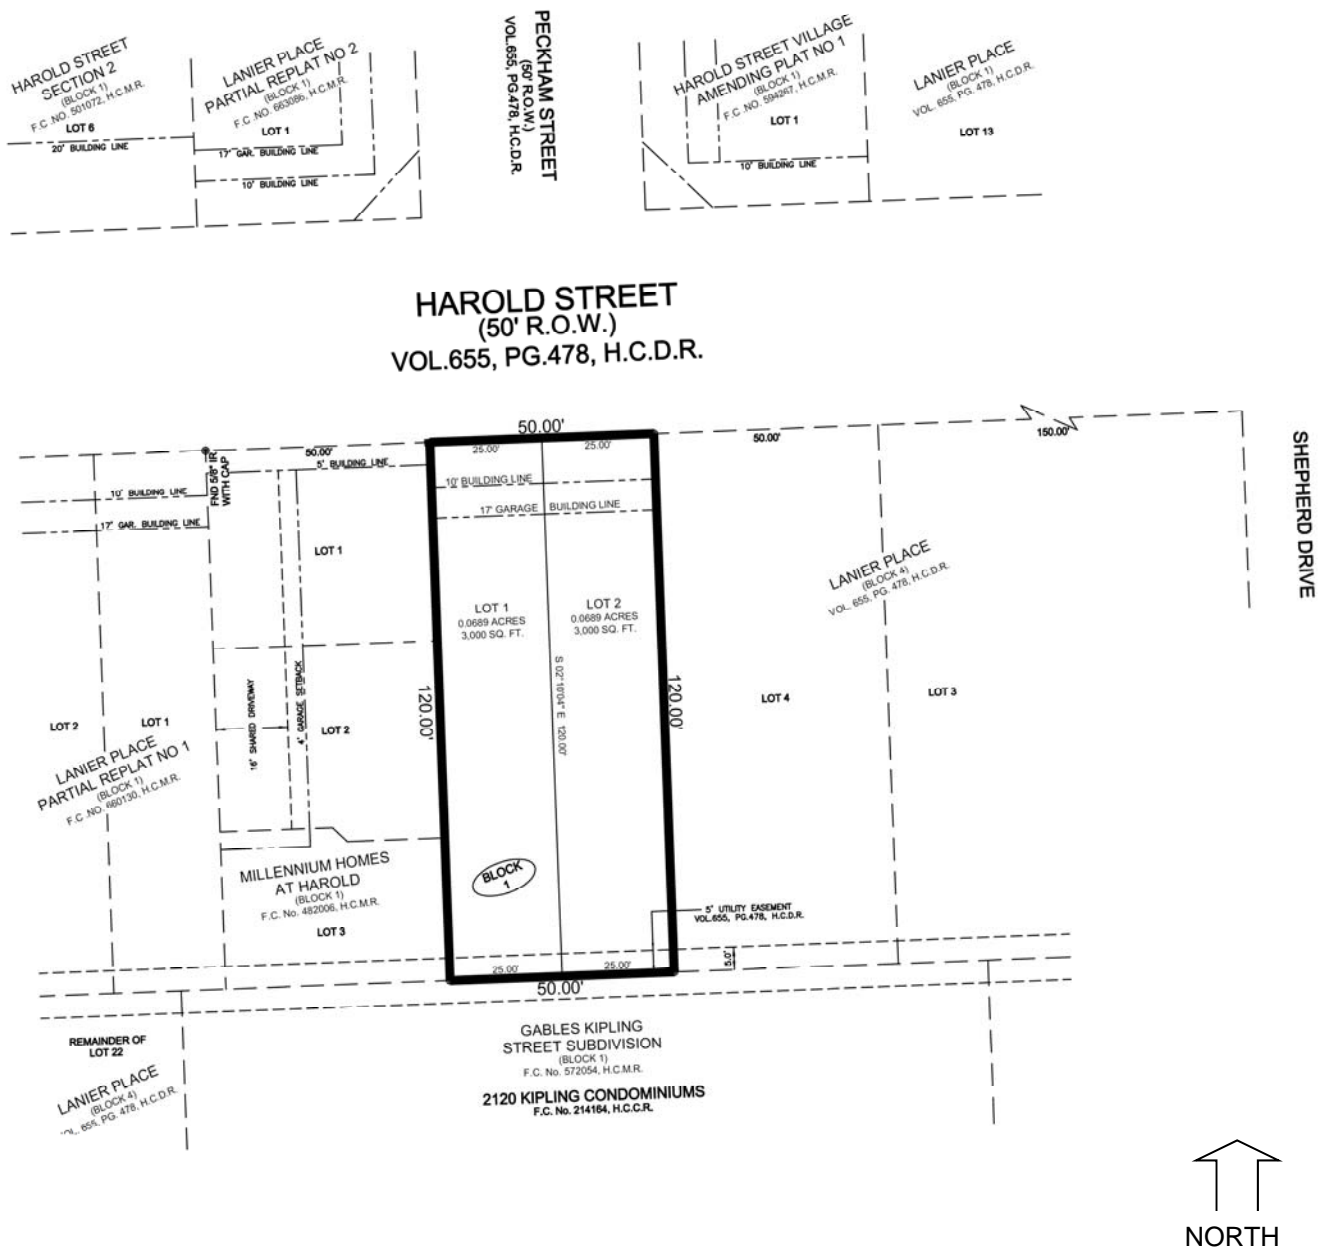 HAROLD STREET
SECTION 2
(BLOCK 1)
F.C .NO. 501072, H.C.M.R.
LOT 6
20' BUILDING LINE
LANIER PLACE
PARTIAL REPLAT NO 2
(BLOCK 1)
F.C .NO. 663086, H.C.M.R.
LOT 1
17' GAR. BUILDING LINE
10' BUILDING LINE
PECKHAM STREET
(50' R.O.W.)
VOL.655, PG.478, H.C.D.R.
HAROLD STREET VILLAGE
AMENDING PLAT NO 1
(BLOCK 1)
F.C .NO. 594267, H.C.M.R.
LOT 1
10' BUILDING LINE
LANIER PLACE
(BLOCK 1)
VOL. 655, PG. 478, H.C.D.R.
LOT 13
HAROLD STREET
(50' R.O.W.)
VOL.655, PG.478, H.C.D.R.
50.00'
50.00'
25.00'
25.00'
50.00'
150.00'
SHEPHERD DRIVE
FND 5/8" IR.
WITH CAP
5' BUILDING LINE
10' BUILDING LINE
17' GAR. BUILDING LINE
10' BUILDING LINE
17' GARAGE BUILDING LINE
LOT 1
LOT 1
0.0689 ACRES
3,000 SQ. FT.
LOT 2
0.0689 ACRES
3,000 SQ. FT.
LANIER PLACE
(BLOCK 4)
VOL. 655, PG. 478, H.C.D.R.
S 02°10'04" E 120.00'
120.00'
120.00'
16' SHARED DRIVEWAY
4' GARAGE SETBACK
LOT 2
LOT 1
LOT 2
LOT 4
LOT 3
LANIER PLACE
PARTIAL REPLAT NO 1
(BLOCK 1)
F.C .NO. 660130, H.C.M.R.
MILLENNIUM HOMES
AT HAROLD
(BLOCK 1)
F.C. No. 482006, H.C.M.R.
LOT 3
BLOCK
1
5' UTILITY EASEMENT
VOL.655, PG.478, H.C.D.R.
5.0'
25.00'
25.00'
50.00'
REMAINDER OF
LOT 22
LANIER PLACE
(BLOCK 4)
VOL. 655, PG. 478, H.C.D.R.
GABLES KIPLING
STREET SUBDIVISION
(BLOCK 1)
F.C. No. 572054, H.C.M.R.
2120 KIPLING CONDOMINIUMS
F.C. No. 214164, H.C.C.R.
NORTH